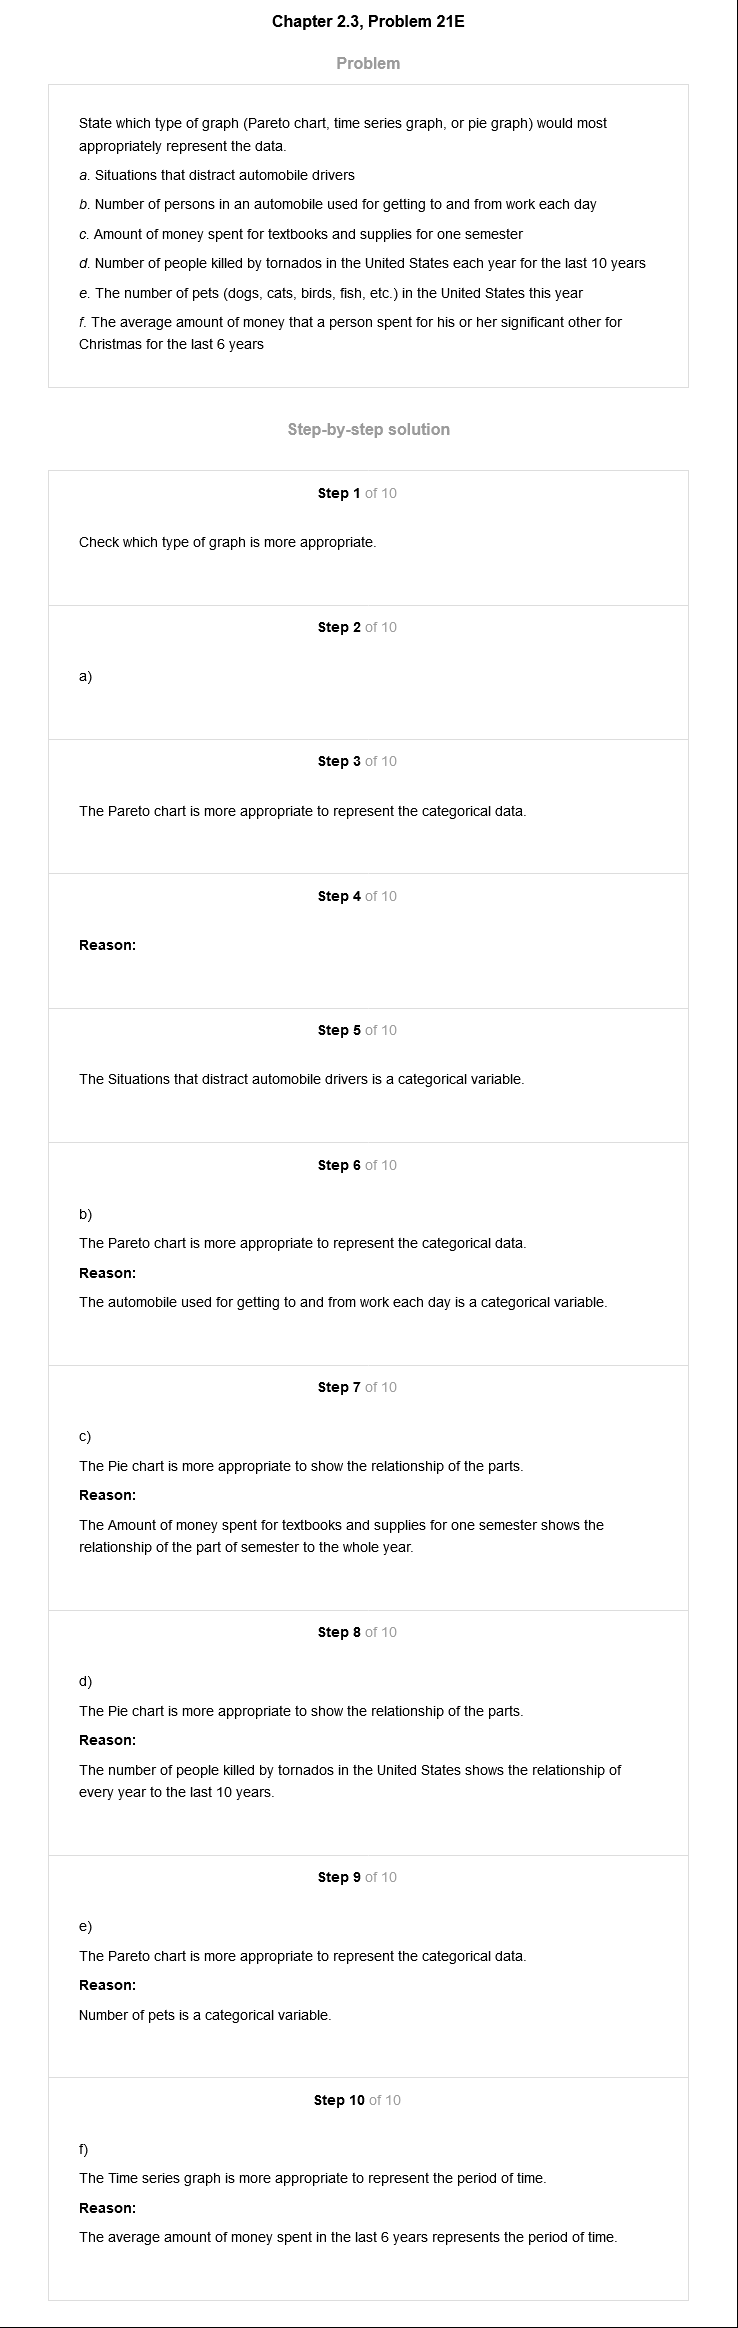 Chapter 2.3, Problem 21E
Problem
State which type of graph (Pareto chart, time series graph, or pie graph) would most
appropriately represent the data.
a. Situations that distract automobile drivers
b. Number of persons in an automobile used for getting to and from work each day
c. Amount of money spent for textbooks and supplies for one semester
d. Number of people killed by tornados in the United States each year for the last 10 years
e. The number of pets (dogs, cats, birds, fish, etc.) in the United States this year
f. The average amount of money that a person spent for his or her significant other for
Christmas for the last 6 years
Step-by-step solution
Step 1 of 10
Check which type of graph is more appropriate.
Step 2 of 10
a)
Step 3 of 10
The Pareto chart is more appropriate to represent the categorical data.
Step 4 of 10
Reason:
Step 5 of 10
The Situations that distract automobile drivers is a categorical variable.
Step 6 of 10
b)
The Pareto chart is more appropriate to represent the categorical data.
Reason:
The automobile used for getting to and from work each day is a categorical variable.
Step 7 of 10
c)
The Pie chart is more appropriate to show the relationship of the parts.
Reason:
The Amount of money spent for textbooks and supplies for one semester shows the
relationship of the part of semester to the whole year.
Step 8 of 10
d)
The Pie chart is more appropriate to show the relationship of the parts.
Reason:
The number of people killed by tornados in the United States shows the relationship of
every year to the last 10 years.
Step 9 of 10
e)
The Pareto chart is more appropriate to represent the categorical data.
Reason:
Number of pets is a categorical variable.
Step 10 of 10
f)
The Time series graph is more appropriate to represent the period of time.
Reason:
The average amount of money spent in the last 6 years represents the period of time.